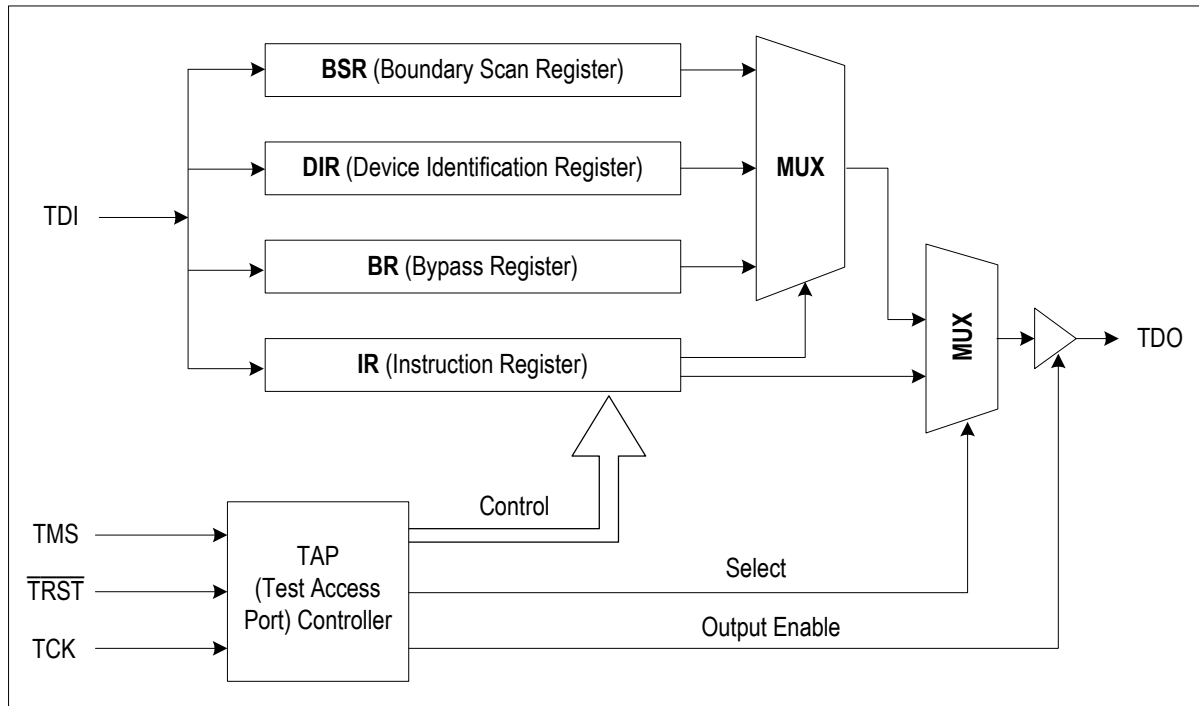 BSR (Boundary Scan Register)
DIR (Device Identification Register)
MUX
TDI
BR (Bypass Register)
MUX
TDO
IR (Instruction Register)
Control
TMS
TAP
(Test Access
Port) Controller
T̅R̅S̅T̅
Select
TCK
Output Enable